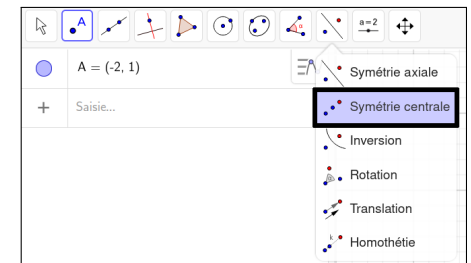 A
a=2
A = (-2, 1)
Saisie...
Symétrie axiale
Symétrie centrale
Inversion
Rotation
Translation
Homothétie